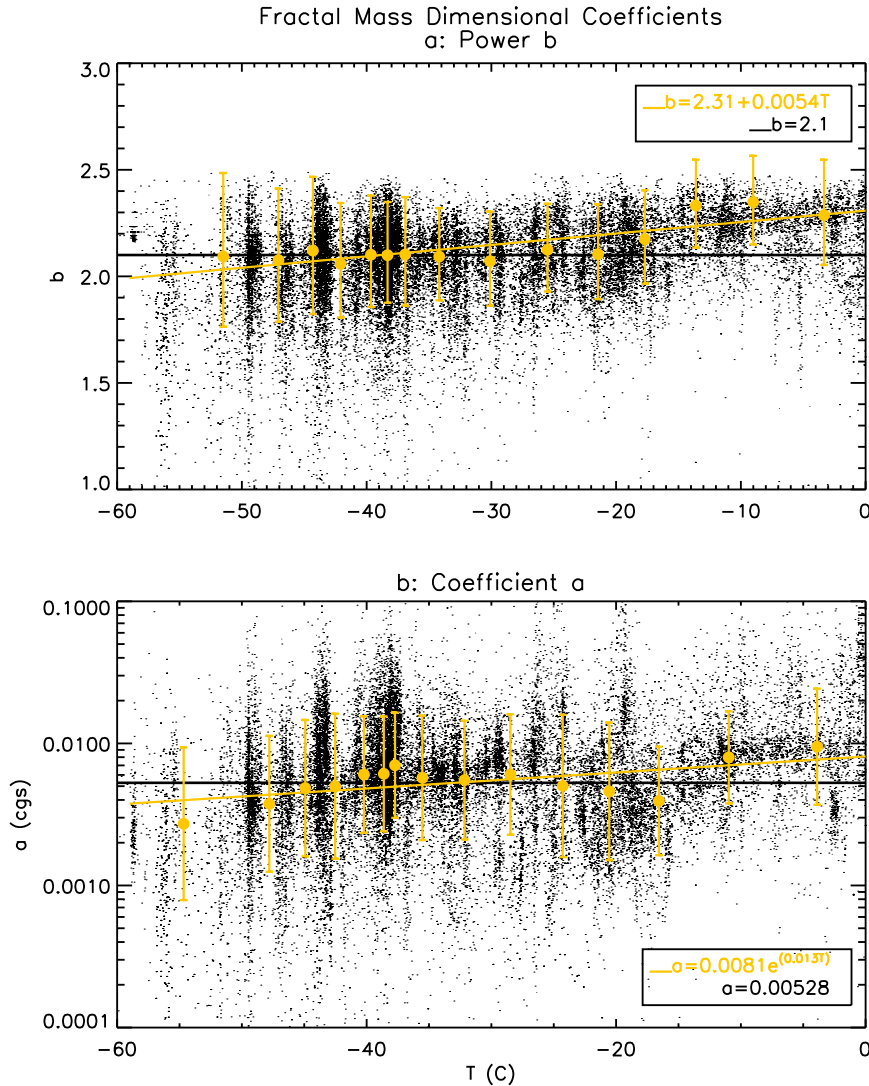 Fractal Mass Dimensional Coefficients
a: Power b
3.0
2.5
2.0
1.5
1.0
b
b=2.31+0.0054T
b=2.1
-60 -50 -40 -30 -20 -10 0
b: Coefficient a
0.1000
0.0100
0.0010
0.0001
a (cgs)
a=0.0081e^(0.013T)
a=0.00528
-60 -40 -20 0
T (C)